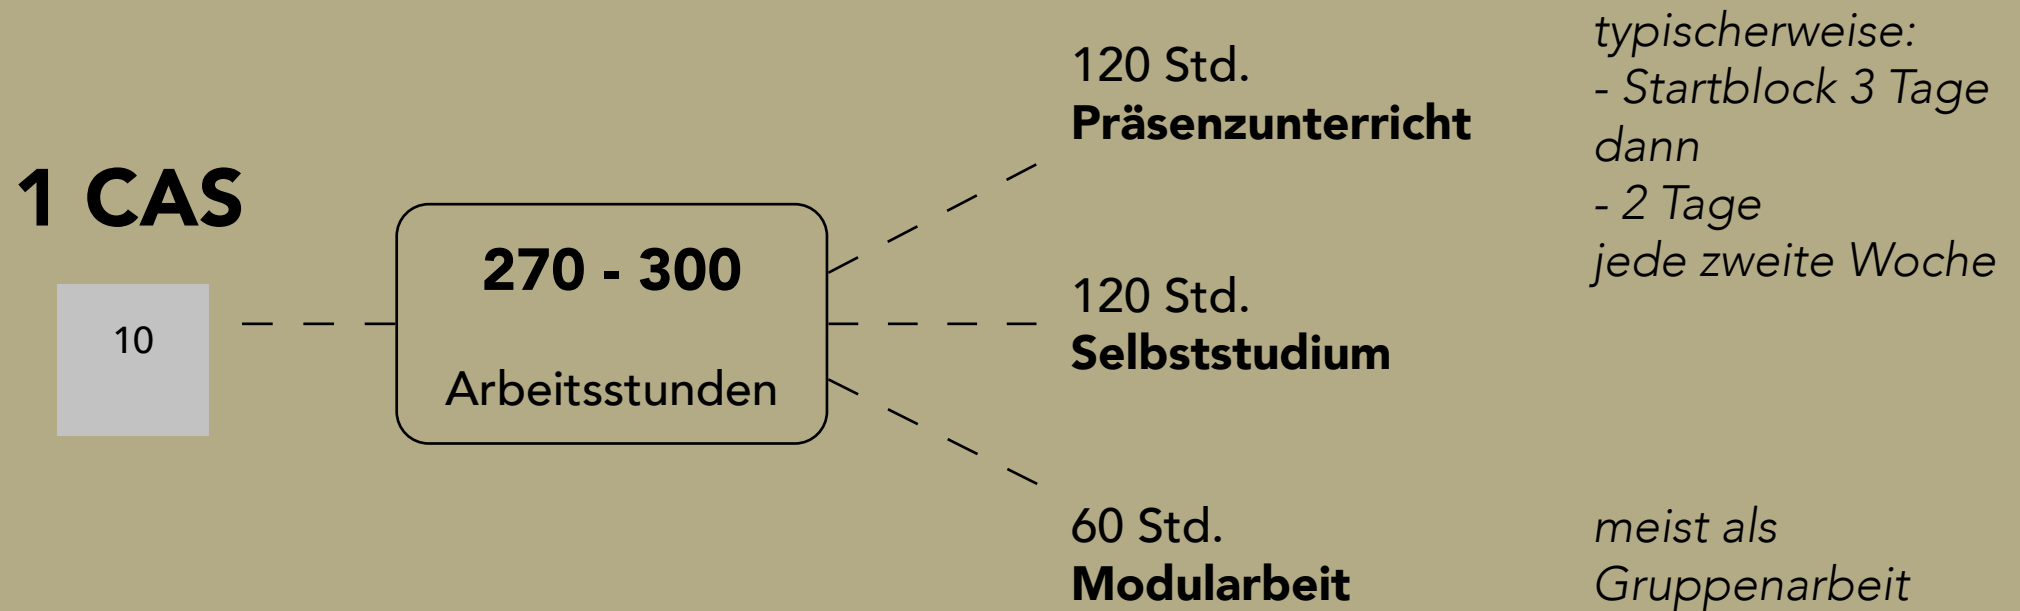 1 CAS
10
270 - 300
Arbeitsstunden
120 Std.
Präsenzunterricht
typischerweise:
- Startblock 3 Tage
dann
- 2 Tage
jede zweite Woche
120 Std.
Selbststudium
60 Std.
Modularbeit
meist als
Gruppenarbeit